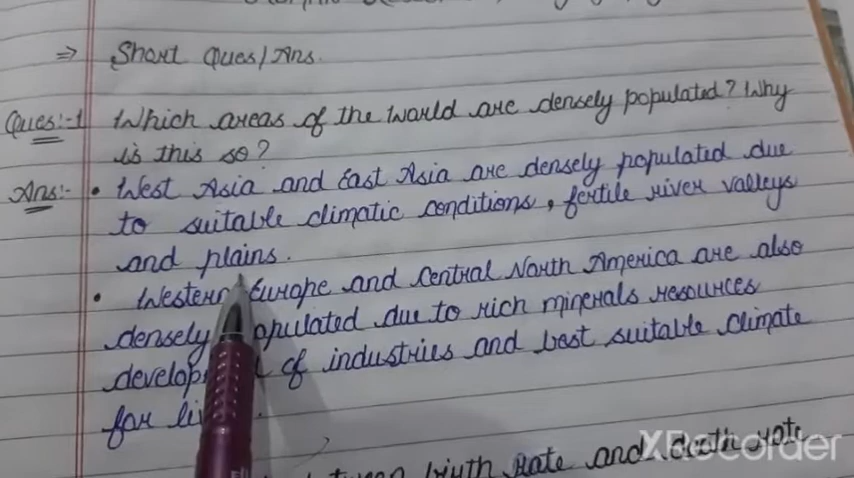 ⇒ Short Ques/Ans.
Ques:-1 Which areas of the world are densely populated? Why
is this so?
Ans:- • West Asia and East Asia are densely populated due
to suitable climatic conditions, fertile river valleys
and plains.
• Western Europe and Central North America are also
densely populated due to rich minerals resources
develop of industries and best suitable climate
for li
birth rate and death rate
XRecorder